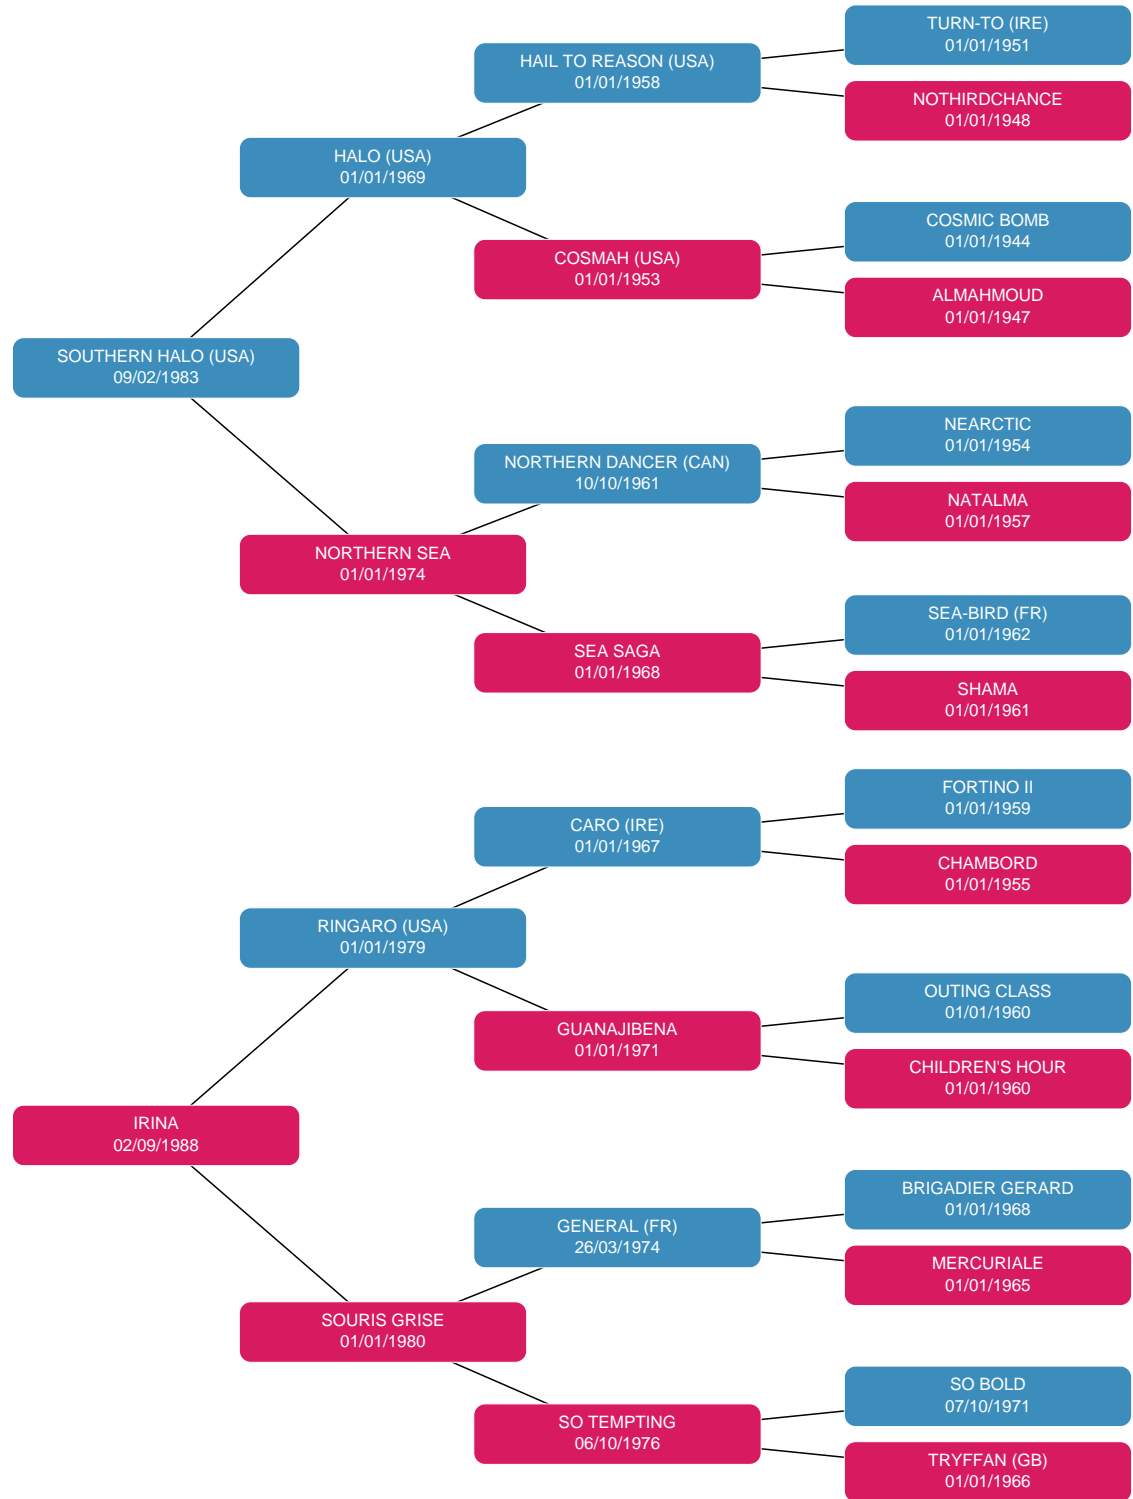 TURN-TO (IRE)
01/01/1951
HAIL TO REASON (USA)
01/01/1958
NOTHIRDCHANCE
01/01/1948
HALO (USA)
01/01/1969
COSMIC BOMB
01/01/1944
COSMAH (USA)
01/01/1953
ALMAHMOUD
01/01/1947
SOUTHERN HALO (USA)
09/02/1983
NEARCTIC
01/01/1954
NORTHERN DANCER (CAN)
10/10/1961
NATALMA
01/01/1957
NORTHERN SEA
01/01/1974
SEA-BIRD (FR)
01/01/1962
SEA SAGA
01/01/1968
SHAMA
01/01/1961
FORTINO II
01/01/1959
CARO (IRE)
01/01/1967
CHAMBORD
01/01/1955
RINGARO (USA)
01/01/1979
OUTING CLASS
01/01/1960
GUANAJIBENA
01/01/1971
CHILDREN'S HOUR
01/01/1960
IRINA
02/09/1988
BRIGADIER GERARD
01/01/1968
GENERAL (FR)
26/03/1974
MERCURIALE
01/01/1965
SOURIS GRISE
01/01/1980
SO BOLD
07/10/1971
SO TEMPTING
06/10/1976
TRYFFAN (GB)
01/01/1966